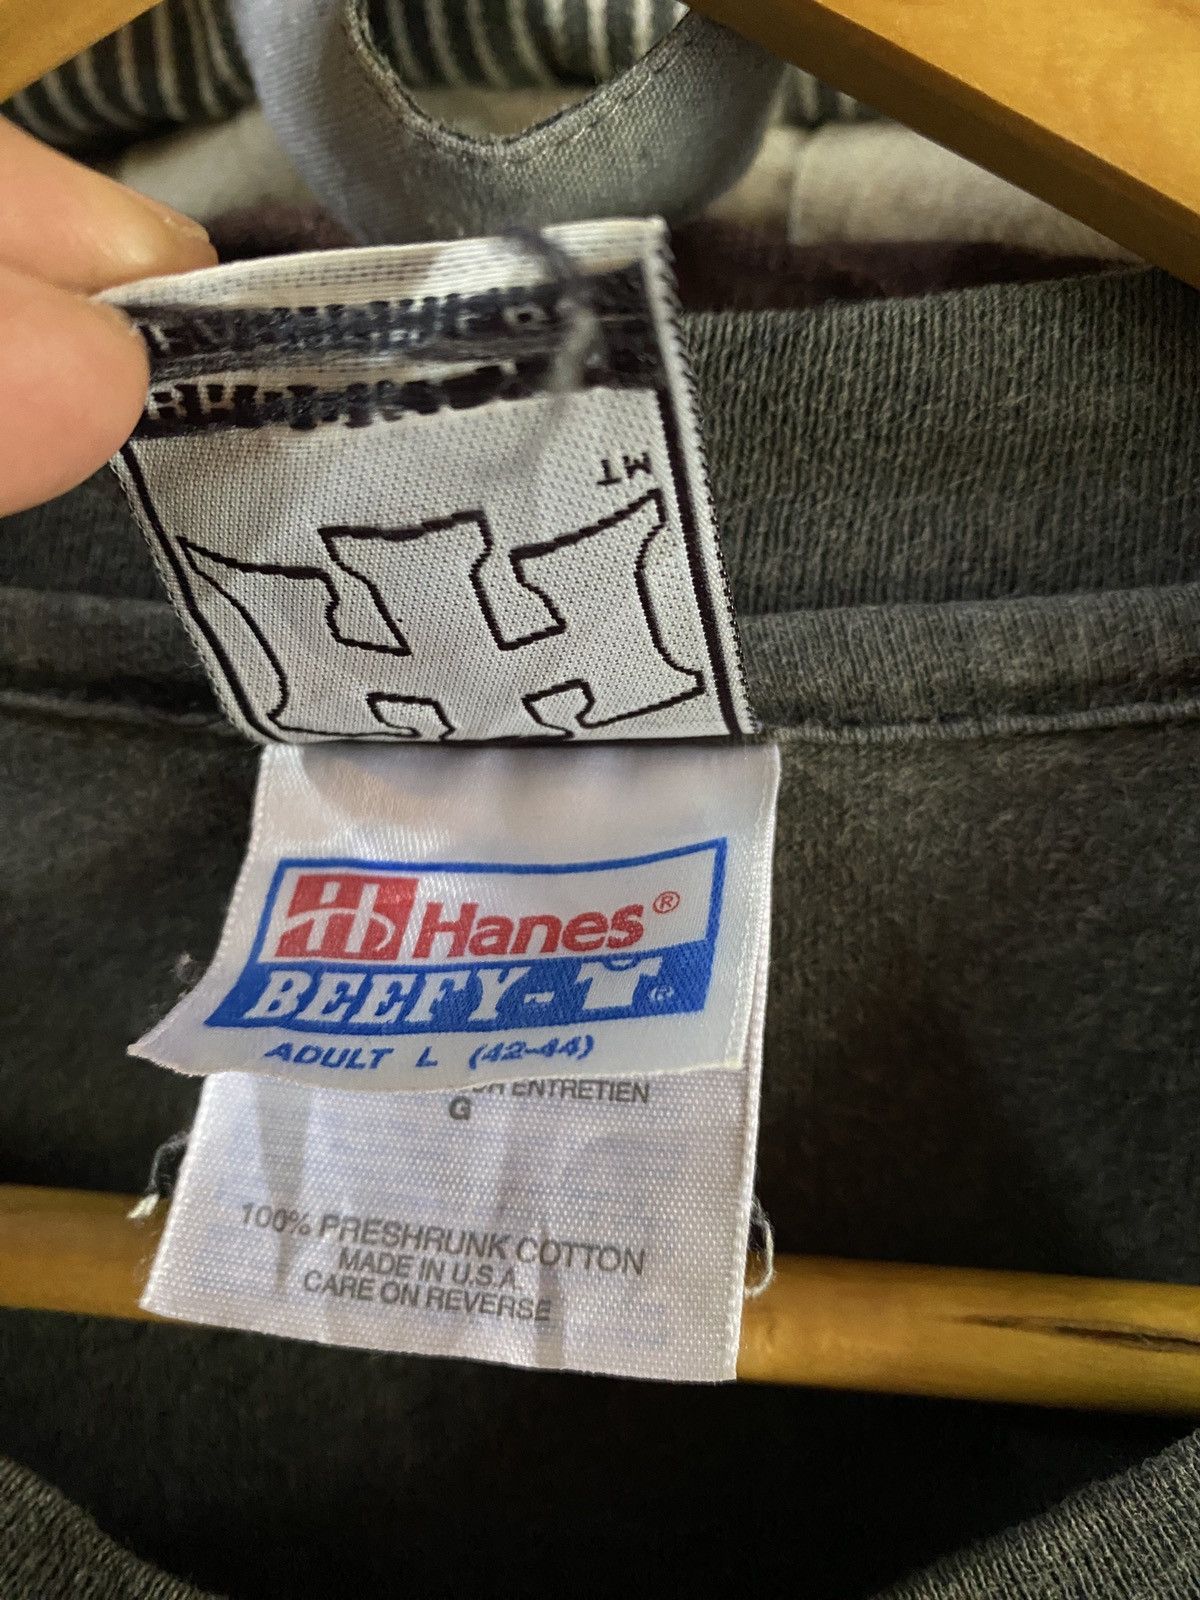 TM
Hanes®
BEEFY-T®
ADULT L (42-44)
ENTRETIEN
G
100% PRESHRUNK COTTON
MADE IN U.S.A.
CARE ON REVERSE